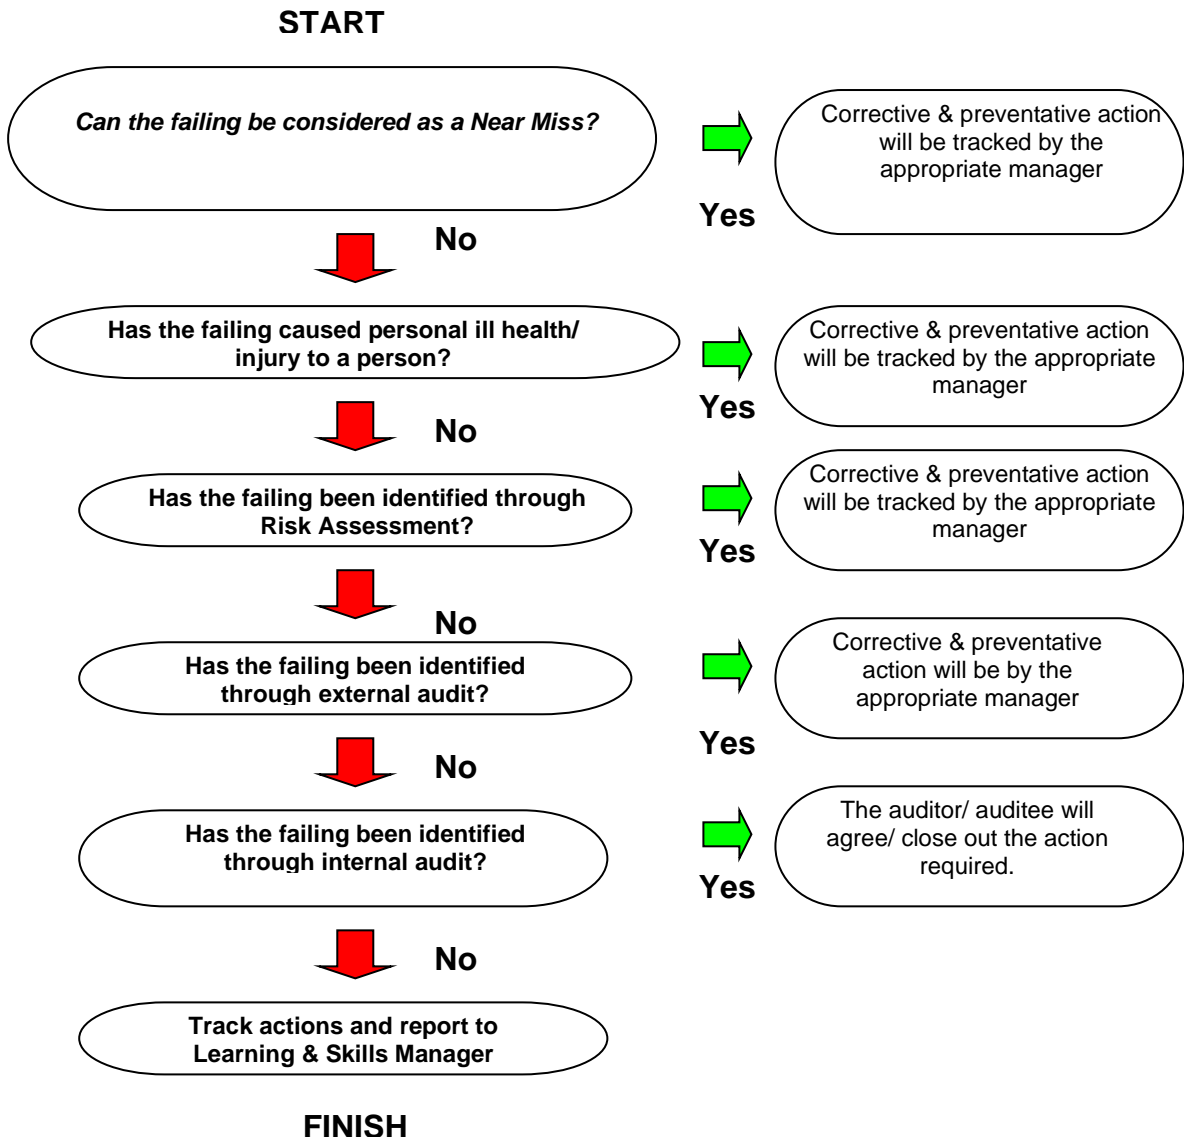 START
Can the failing be considered as a Near Miss?
Corrective & preventative action
will be tracked by the
appropriate manager
Yes
No
Has the failing caused personal ill health/
injury to a person?
Corrective & preventative action
will be tracked by the appropriate
manager
Yes
No
Has the failing been identified through
Risk Assessment?
Corrective & preventative action
will be tracked by the appropriate
manager
Yes
No
Has the failing been identified
through external audit?
Corrective & preventative
action will be by the
appropriate manager
Yes
No
Has the failing been identified
through internal audit?
The auditor/ auditee will
agree/ close out the action
required.
Yes
No
Track actions and report to
Learning & Skills Manager
FINISH